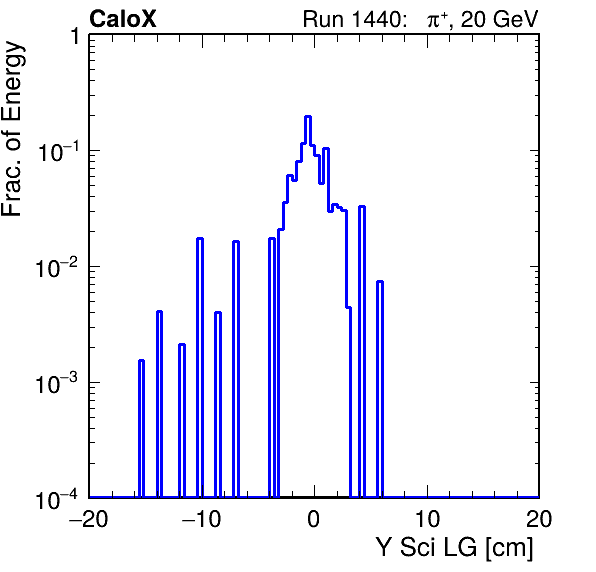 CaloX Run 1440: π⁺, 20 GeV
Frac. of Energy
1
10⁻¹
10⁻²
10⁻³
10⁻⁴
−20 −10 0 10 20
Y Sci LG [cm]